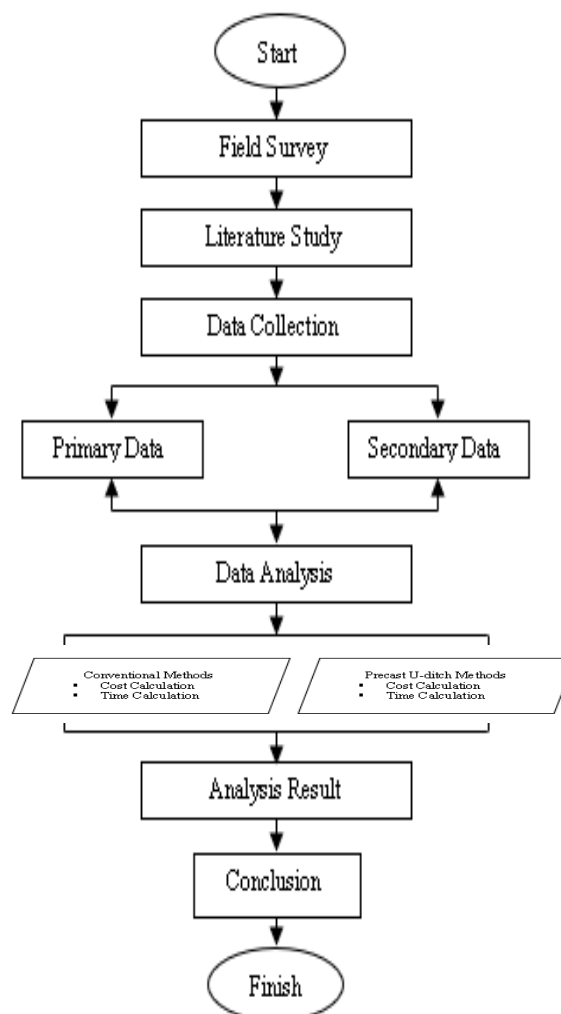 Start
Field Survey
Literature Study
Data Collection
Primary Data
Secondary Data
Data Analysis
Conventional Methods
▪ Cost Calculation
▪ Time Calculation
Precast U-ditch Methods
▪ Cost Calculation
▪ Time Calculation
Analysis Result
Conclusion
Finish